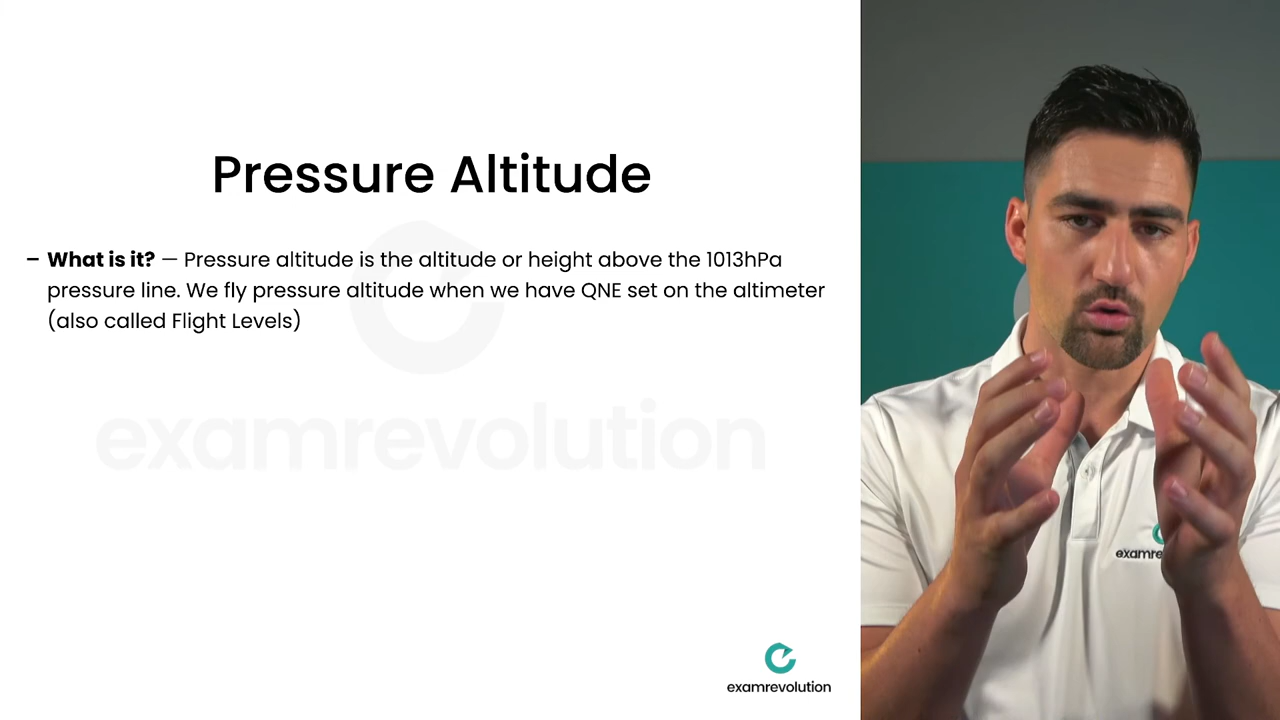 Pressure Altitude
– What is it? — Pressure altitude is the altitude or height above the 1013hPa
pressure line. We fly pressure altitude when we have QNE set on the altimeter
(also called Flight Levels)
examrevolution
examre
examrevolution